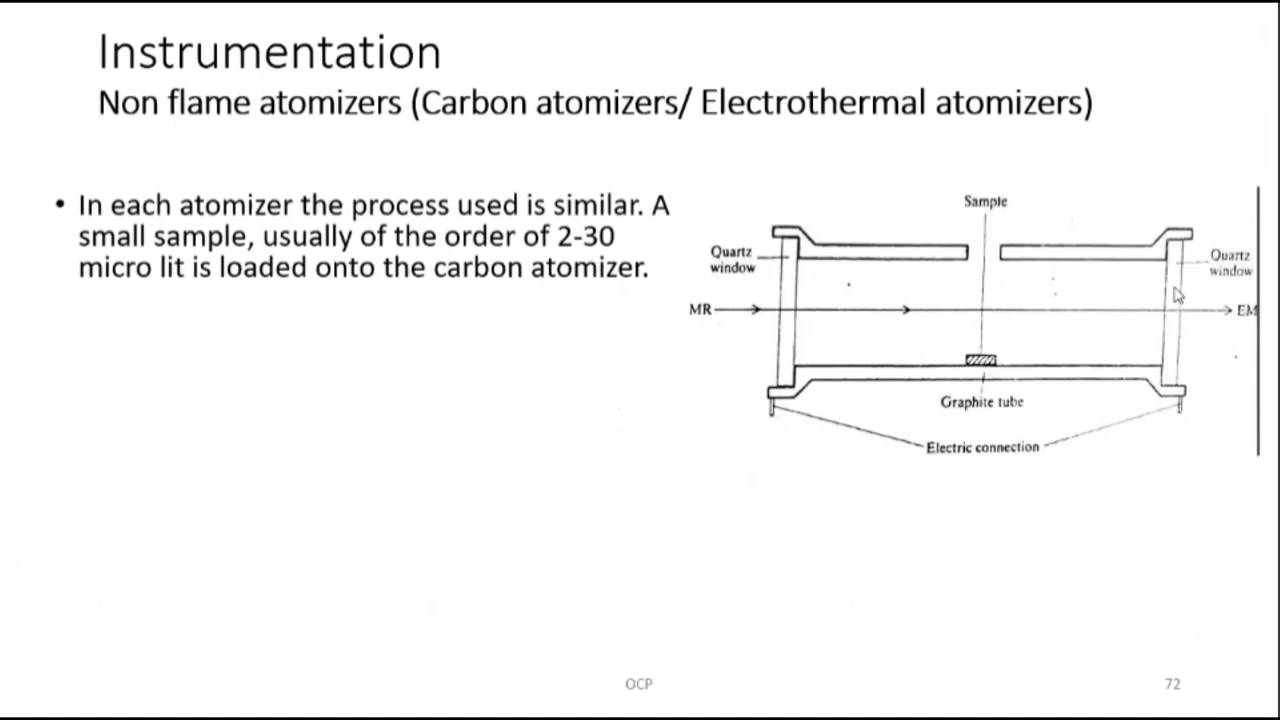 Instrumentation
Non flame atomizers (Carbon atomizers/ Electrothermal atomizers)
• In each atomizer the process used is similar. A
small sample, usually of the order of 2-30
micro lit is loaded onto the carbon atomizer.
Sample
Quartz
window
Quartz
window
MR
EM
Graphite tube
Electric connection
OCP
72